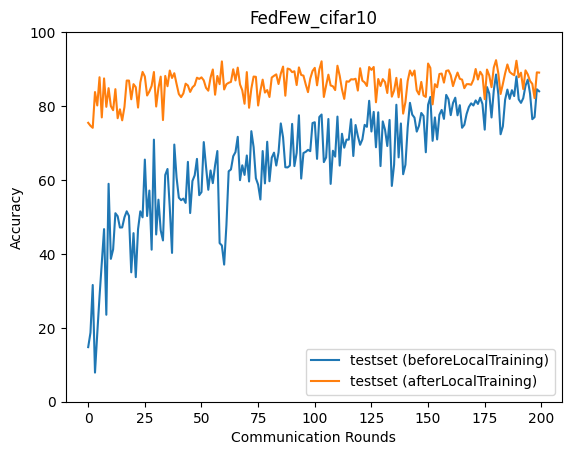 FedFew_cifar10
100
80
60
40
20
0
Accuracy
0 25 50 75 100 125 150 175 200
Communication Rounds
testset (beforeLocalTraining)
testset (afterLocalTraining)